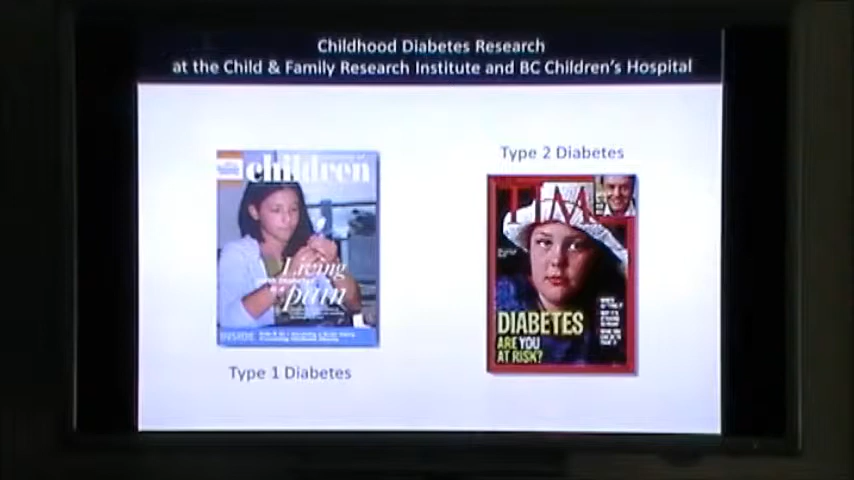 Childhood Diabetes Research
at the Child & Family Research Institute and BC Children's Hospital
Type 2 Diabetes
children
Living
pain
INSIDE
Type 1 Diabetes
TIME
DIABETES
ARE YOU
AT RISK?